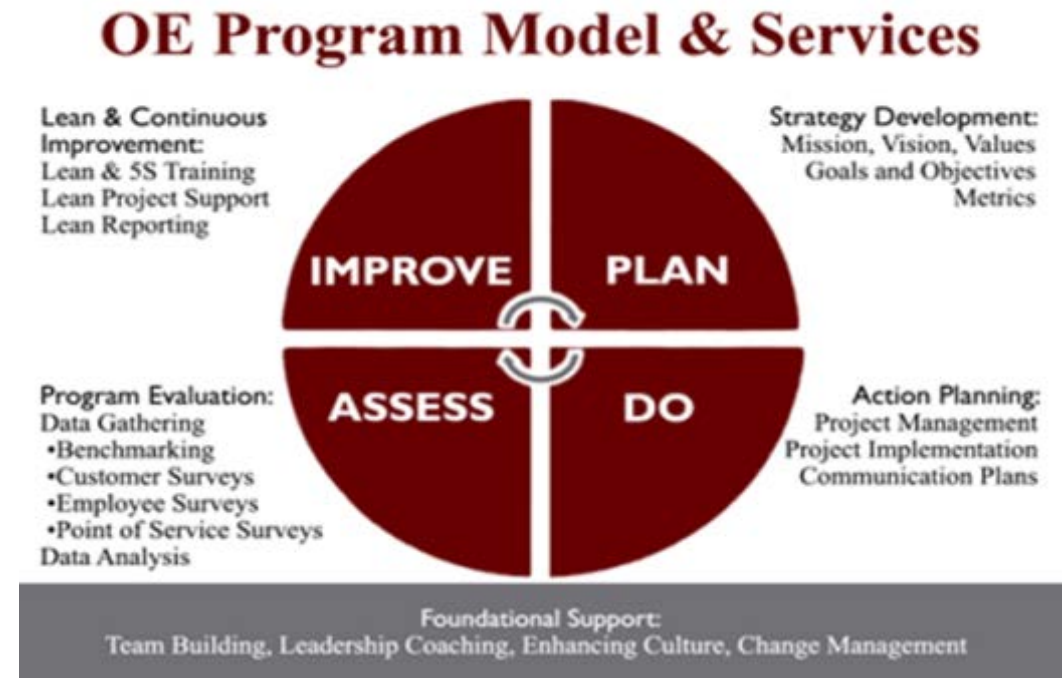 OE Program Model & Services
Lean & Continuous
Improvement:
Lean & 5S Training
Lean Project Support
Lean Reporting
Strategy Development:
Mission, Vision, Values
Goals and Objectives
Metrics
IMPROVE
PLAN
ASSESS
DO
Program Evaluation:
Data Gathering
•Benchmarking
•Customer Surveys
•Employee Surveys
•Point of Service Surveys
Data Analysis
Action Planning:
Project Management
Project Implementation
Communication Plans
Foundational Support:
Team Building, Leadership Coaching, Enhancing Culture, Change Management